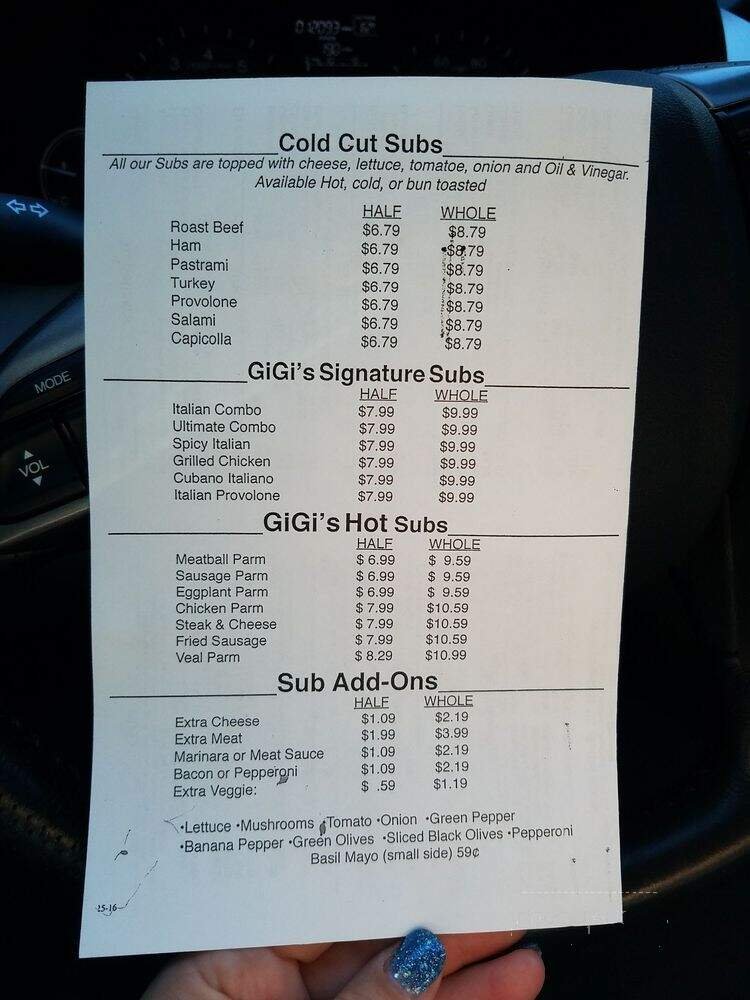 MODE
VOL
Cold Cut Subs
All our Subs are topped with cheese, lettuce, tomatoe, onion and Oil & Vinegar.
Available Hot, cold, or bun toasted
HALF WHOLE
Roast Beef $6.79 $8.79
Ham $6.79 $8.79
Pastrami $6.79 $8.79
Turkey $6.79 $8.79
Provolone $6.79 $8.79
Salami $6.79 $8.79
Capicolla $6.79 $8.79
GiGi's Signature Subs
HALF WHOLE
Italian Combo $7.99 $9.99
Ultimate Combo $7.99 $9.99
Spicy Italian $7.99 $9.99
Grilled Chicken $7.99 $9.99
Cubano Italiano $7.99 $9.99
Italian Provolone $7.99 $9.99
GiGi's Hot Subs
HALF WHOLE
Meatball Parm $ 6.99 $ 9.59
Sausage Parm $ 6.99 $ 9.59
Eggplant Parm $ 6.99 $ 9.59
Chicken Parm $ 7.99 $10.59
Steak & Cheese $ 7.99 $10.59
Fried Sausage $ 7.99 $10.59
Veal Parm $ 8.29 $10.99
Sub Add-Ons
HALF WHOLE
Extra Cheese $1.09 $2.19
Extra Meat $1.99 $3.99
Marinara or Meat Sauce $1.09 $2.19
Bacon or Pepperoni $1.09 $2.19
Extra Veggie: $ .59 $1.19
•Lettuce •Mushrooms •Tomato •Onion •Green Pepper
•Banana Pepper •Green Olives •Sliced Black Olives •Pepperoni
Basil Mayo (small side) 59¢
25-16